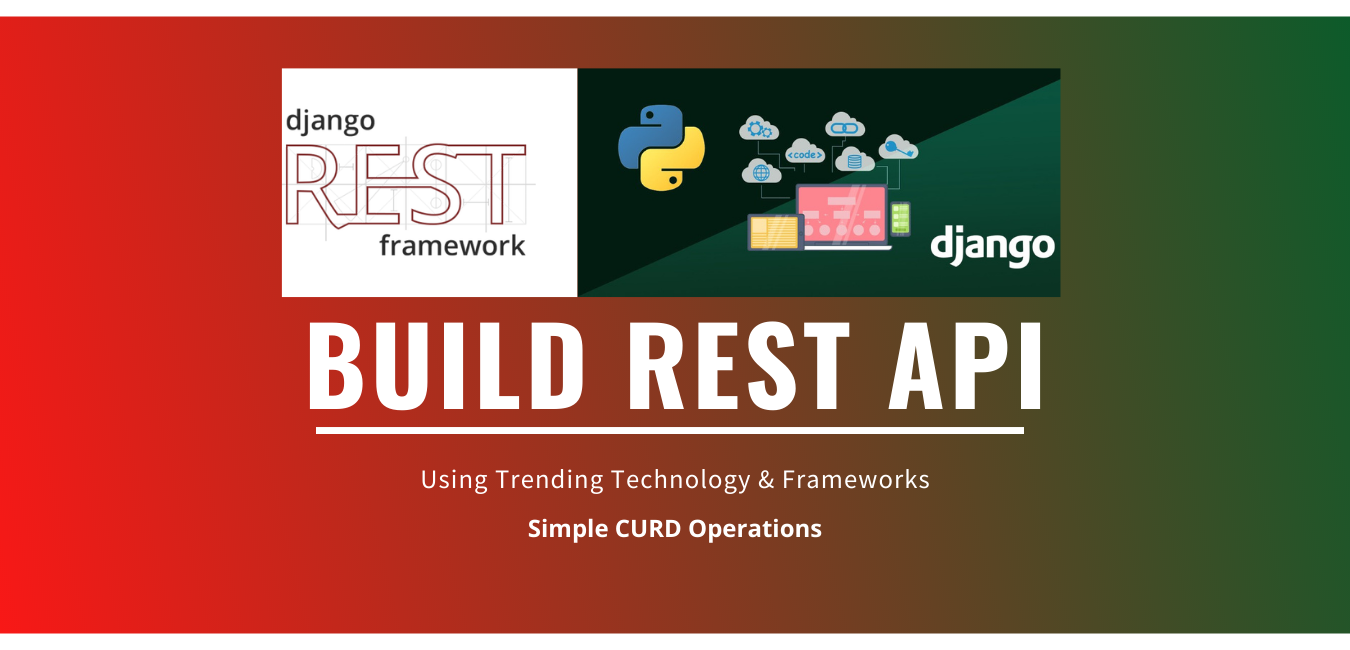 django
REST
framework
<code>
django
BUILD REST API
Using Trending Technology & Frameworks
Simple CURD Operations